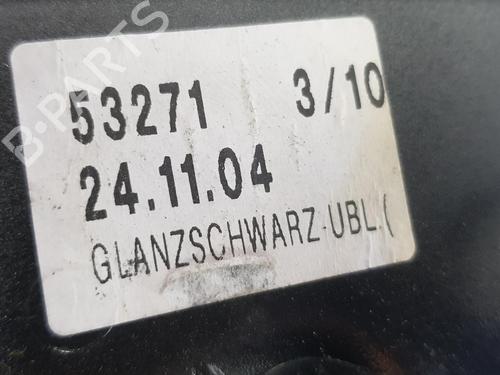 B-PARTS
53271 3/10
24.11.04
GLANZSCHWARZ-UBL.(